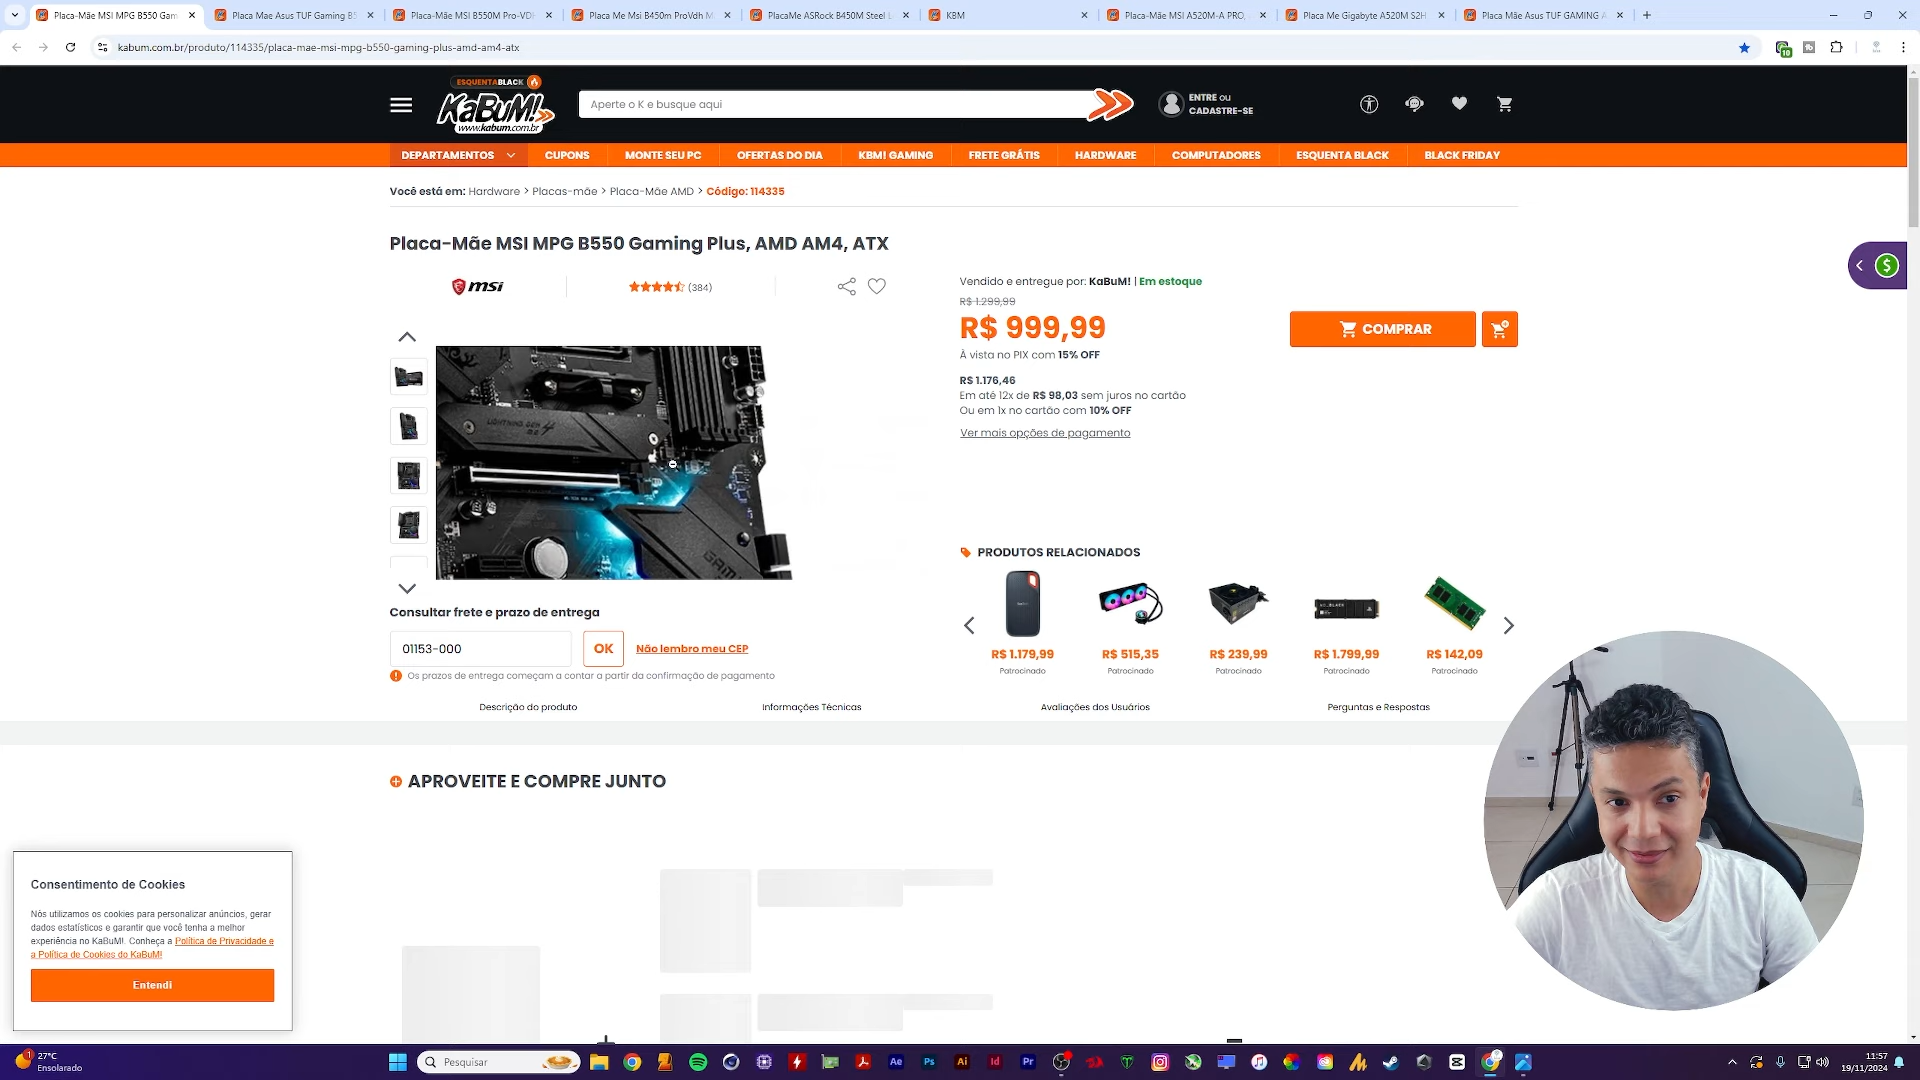 Placa-Mãe MSI MPG B550 Gam
Placa Mae Asus TUF Gaming B5
Placa-Mãe MSI B550M Pro-VDH
Placa Me Msi B450m ProVdh M
PlacaMe ASRock B450M Steel L
KBM
Placa-Mãe MSI A520M-A PRO,
Placa Me Gigabyte A520M S2H
Placa Mãe Asus TUF GAMING A
kabum.com.br/produto/114335/placa-mae-msi-mpg-b550-gaming-plus-amd-am4-atx
10
ESQUENTABLACK
KaBuM!
www.kabum.com.br
Aperte o K e busque aqui
ENTRE ou
CADASTRE-SE
DEPARTAMENTOS
CUPONS
MONTE SEU PC
OFERTAS DO DIA
KBM! GAMING
FRETE GRÁTIS
HARDWARE
COMPUTADORES
ESQUENTA BLACK
BLACK FRIDAY
Você está em: Hardware > Placas-mãe > Placa-Mãe AMD > Código: 114335
Placa-Mãe MSI MPG B550 Gaming Plus, AMD AM4, ATX
msi
(384)
Vendido e entregue por: KaBuM! | Em estoque
R$ 1.299,99
R$ 999,99
COMPRAR
À vista no PIX com 15% OFF
R$ 1.176,46
Em até 12x de R$ 98,03 sem juros no cartão
Ou em 1x no cartão com 10% OFF
Ver mais opções de pagamento
LIGHTNING GEN 4
PRODUTOS RELACIONADOS
R$ 1.179,99
Patrocinado
R$ 515,35
Patrocinado
R$ 239,99
Patrocinado
R$ 1.799,99
Patrocinado
R$ 142,09
Patrocinado
Consultar frete e prazo de entrega
01153-000
OK
Não lembro meu CEP
Os prazos de entrega começam a contar a partir da confirmação de pagamento
Descrição do produto
Informações Técnicas
Avaliações dos Usuários
Perguntas e Respostas
APROVEITE E COMPRE JUNTO
Consentimento de Cookies
Nós utilizamos os cookies para personalizar anúncios, gerar
dados estatísticos e garantir que você tenha a melhor
experiência no KaBuM!. Conheça a Política de Privacidade e
a Política de Cookies do KaBuM!
Entendi
1
27°C
Ensolarado
Pesquisar
Ae
Ps
Ai
Id
Pr
11:57
19/11/2024